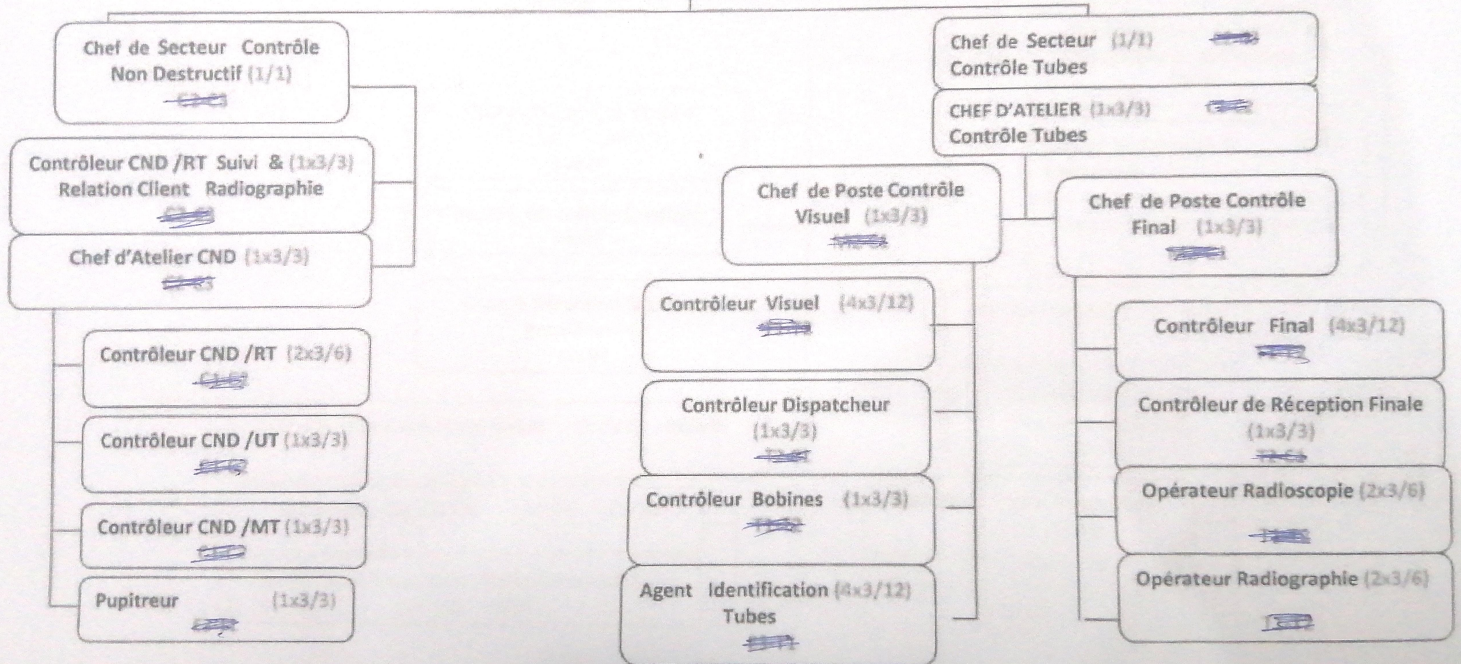 Chef de Secteur Contrôle
Non Destructif (1/1)
Contrôleur CND /RT Suivi & (1x3/3)
Relation Client Radiographie
Chef d'Atelier CND (1x3/3)
Contrôleur CND /RT (2x3/6)
Contrôleur CND /UT (1x3/3)
Contrôleur CND /MT (1x3/3)
Pupitreur (1x3/3)
Chef de Secteur (1/1)
Contrôle Tubes
CHEF D'ATELIER (1x3/3)
Contrôle Tubes
Chef de Poste Contrôle
Visuel (1x3/3)
Contrôleur Visuel (4x3/12)
Contrôleur Dispatcheur
(1x3/3)
Contrôleur Bobines (1x3/3)
Agent Identification (4x3/12)
Tubes
Chef de Poste Contrôle
Final (1x3/3)
Contrôleur Final (4x3/12)
Contrôleur de Réception Finale
(1x3/3)
Opérateur Radioscopie (2x3/6)
Opérateur Radiographie (2x3/6)